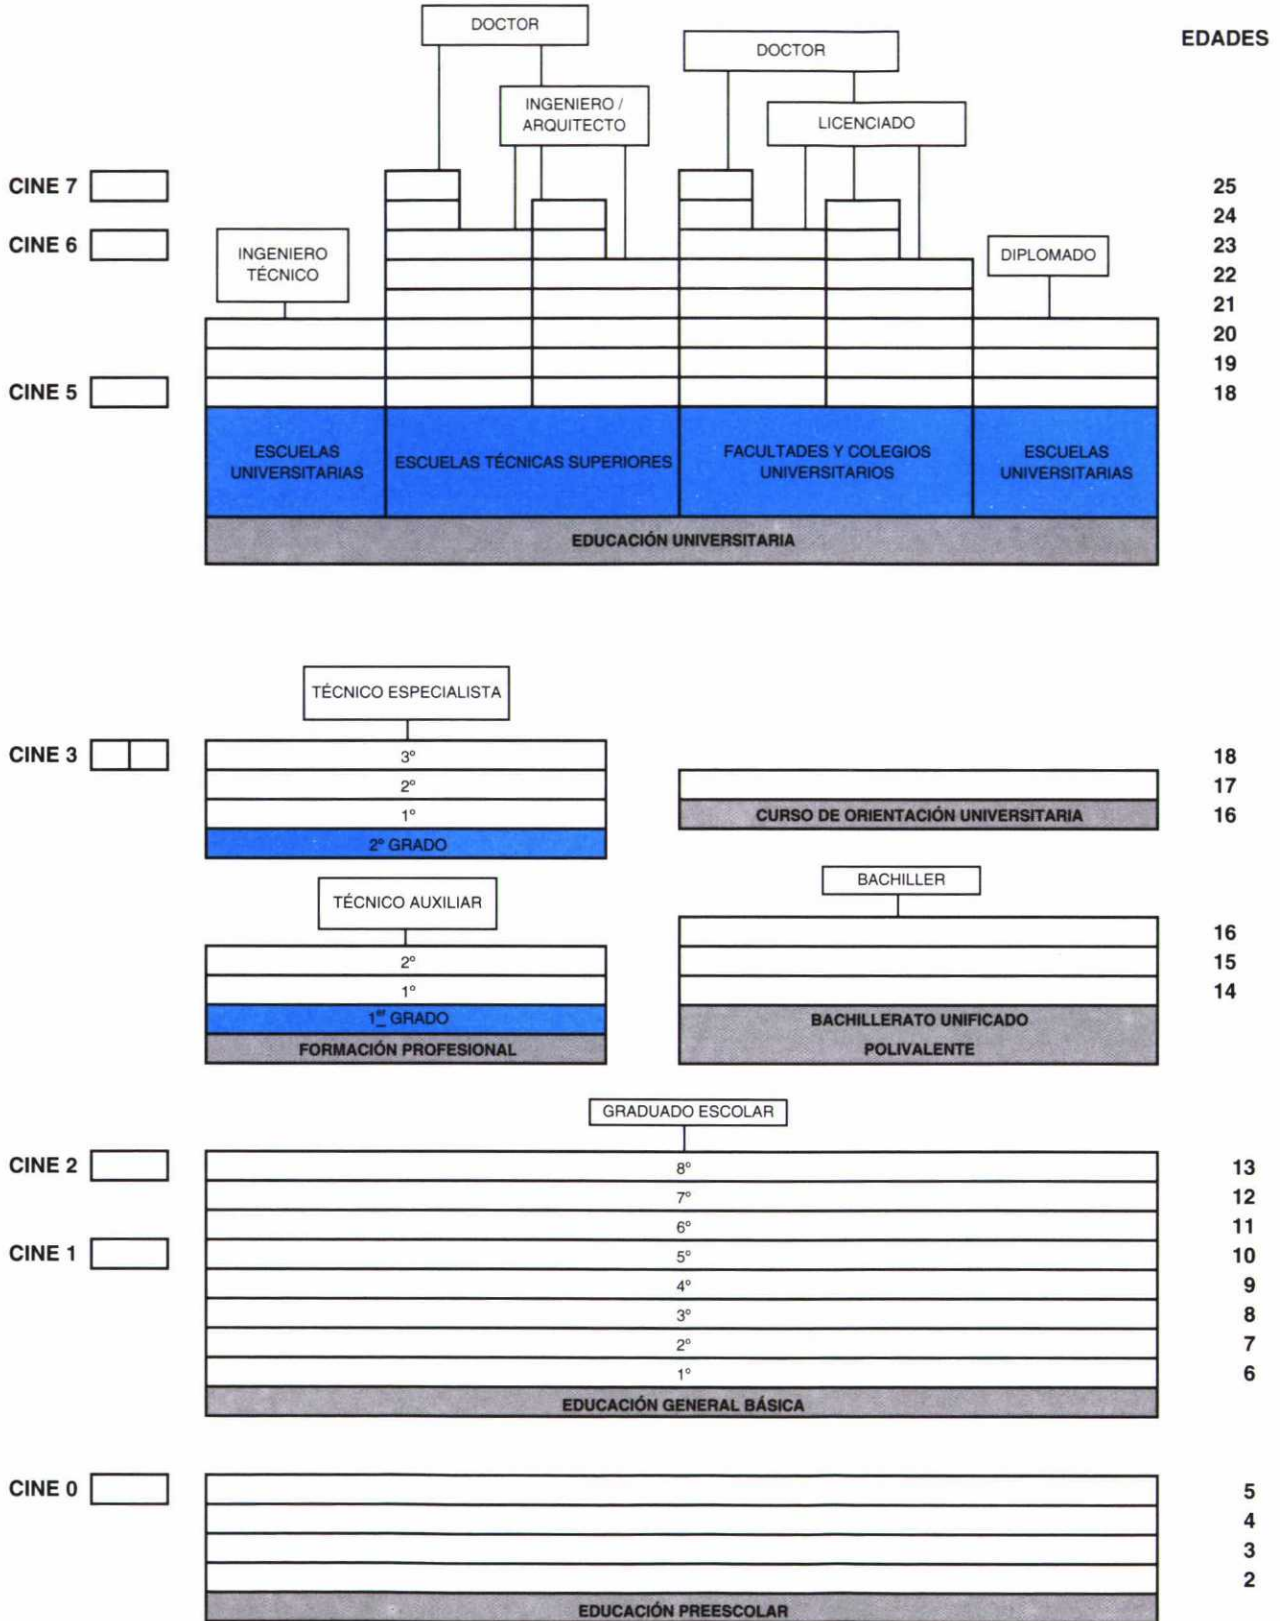 DOCTOR
EDADES
DOCTOR
INGENIERO /
ARQUITECTO
LICENCIADO
CINE 7
25
24
CINE 6
INGENIERO
TÉCNICO
DIPLOMADO
23
22
21
20
19
CINE 5
18
ESCUELAS
UNIVERSITARIAS
ESCUELAS TÉCNICAS SUPERIORES
FACULTADES Y COLEGIOS
UNIVERSITARIOS
ESCUELAS
UNIVERSITARIAS
EDUCACIÓN UNIVERSITARIA
TÉCNICO ESPECIALISTA
CINE 3
3º
18
2º
17
1º
CURSO DE ORIENTACIÓN UNIVERSITARIA
16
2º GRADO
BACHILLER
TÉCNICO AUXILIAR
16
2º
15
1º
14
1er GRADO
BACHILLERATO UNIFICADO
POLIVALENTE
FORMACIÓN PROFESIONAL
GRADUADO ESCOLAR
CINE 2
8º
13
7º
12
6º
11
CINE 1
5º
10
4º
9
3º
8
2º
7
1º
6
EDUCACIÓN GENERAL BÁSICA
CINE 0
5
4
3
2
EDUCACIÓN PREESCOLAR